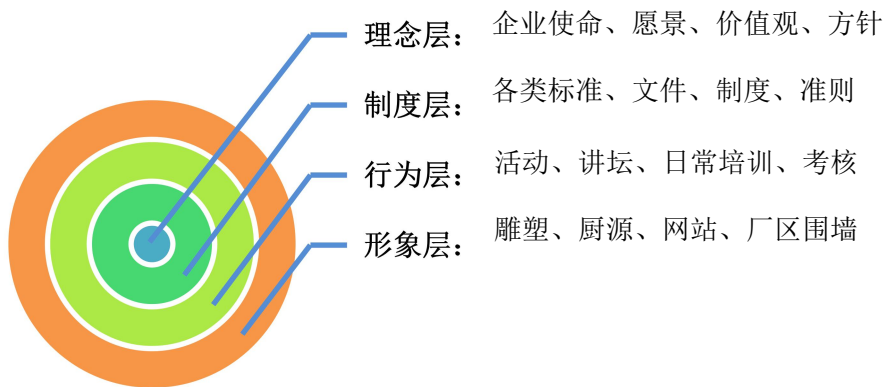 理念层： 企业使命、愿景、价值观、方针
制度层： 各类标准、文件、制度、准则
行为层： 活动、讲坛、日常培训、考核
形象层： 雕塑、厨源、网站、厂区围墙